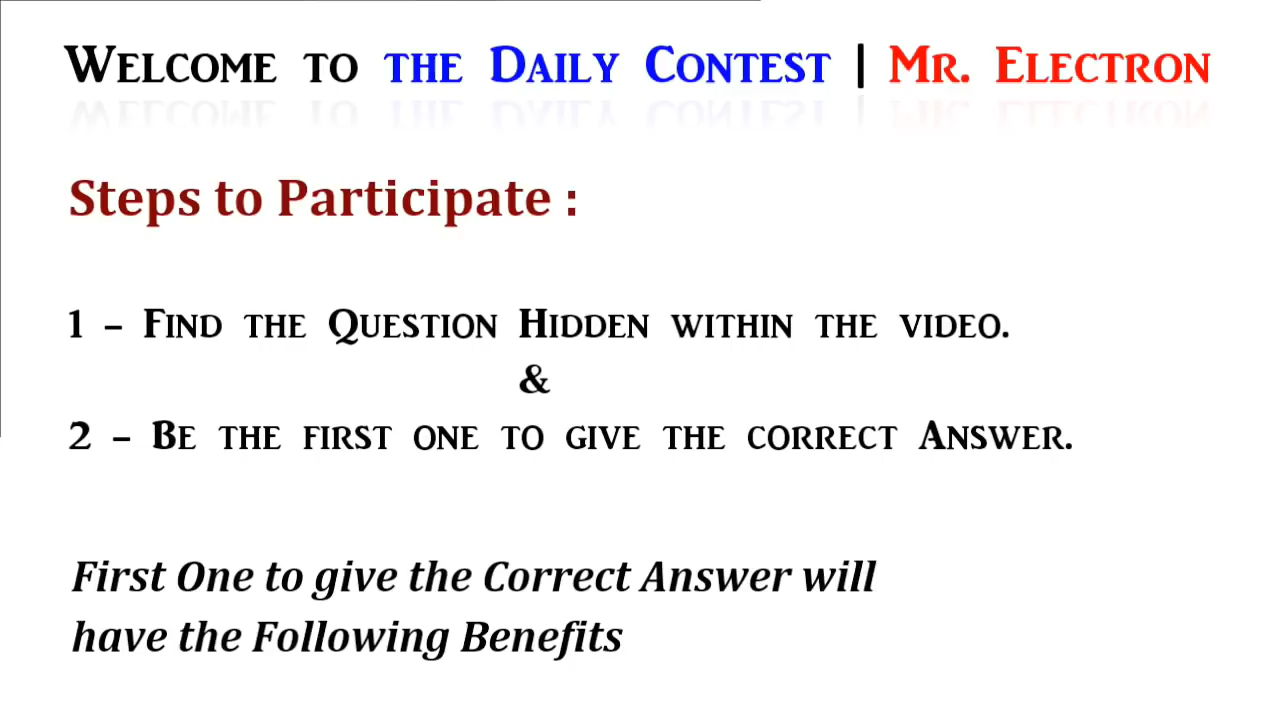 Welcome to the Daily Contest | Mr. Electron
Steps to Participate :
1 – Find the Question Hidden within the video.
&
2 – Be the first one to give the correct Answer.
First One to give the Correct Answer will
have the Following Benefits